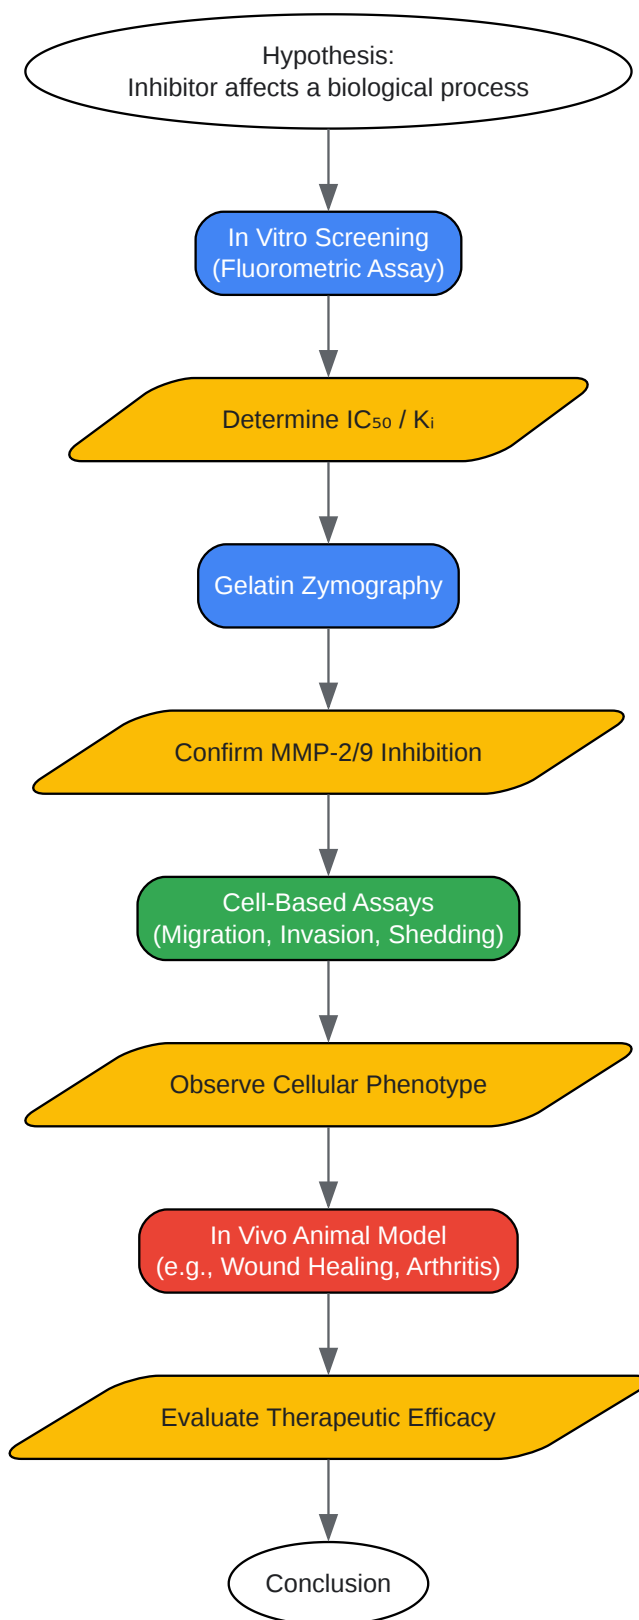 Hypothesis:
Inhibitor affects a biological process
In Vitro Screening
(Fluorometric Assay)
Determine IC₅₀ / Kᵢ
Gelatin Zymography
Confirm MMP-2/9 Inhibition
Cell-Based Assays
(Migration, Invasion, Shedding)
Observe Cellular Phenotype
In Vivo Animal Model
(e.g., Wound Healing, Arthritis)
Evaluate Therapeutic Efficacy
Conclusion